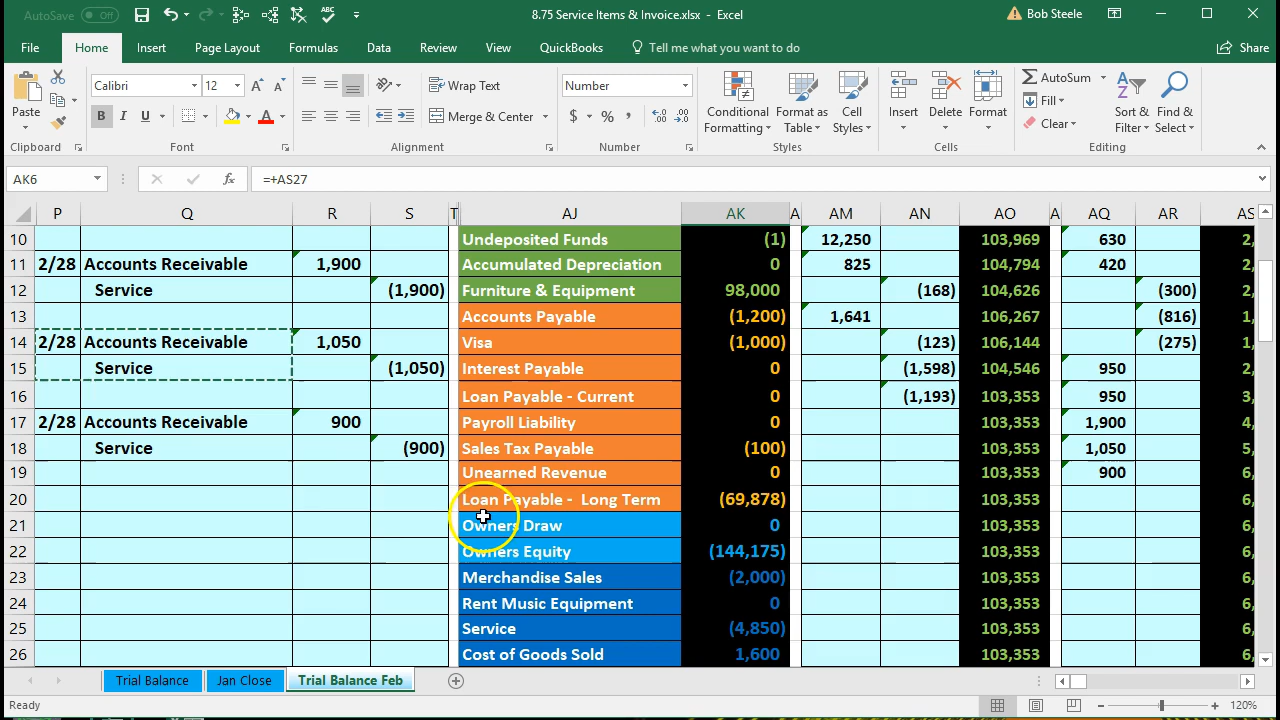 AutoSave Off 8.75 Service Items & Invoice.xlsx - Excel Bob Steele
File Home Insert Page Layout Formulas Data Review View QuickBooks Tell me what you want to do Share
Paste Calibri 12 Wrap Text Number Conditional Formatting Format as Table Cell Styles Insert Delete Format AutoSum Sort & Filter Find & Select
B I U A Merge & Center $ % , Fill
Clear
Clipboard Font Alignment Number Styles Cells Editing
AK6 fx =+AS27
P Q R S T AJ AK A AM AN AO A AQ AR AS
10 Undeposited Funds (1) 12,250 103,969 630 2,
11 2/28 Accounts Receivable 1,900 Accumulated Depreciation 0 825 104,794 420 2,
12 Service (1,900) Furniture & Equipment 98,000 (168) 104,626 (300) 2,
13 Accounts Payable (1,200) 1,641 106,267 (816) 1,
14 2/28 Accounts Receivable 1,050 Visa (1,000) (123) 106,144 (275) 1,
15 Service (1,050) Interest Payable 0 (1,598) 104,546 950 2,
16 Loan Payable - Current 0 (1,193) 103,353 950 3,
17 2/28 Accounts Receivable 900 Payroll Liability 0 103,353 1,900 4,
18 Service (900) Sales Tax Payable (100) 103,353 1,050 5,
19 Unearned Revenue 0 103,353 900 6,
20 Loan Payable - Long Term (69,878) 103,353 6,
21 Owners Draw 0 103,353 6,
22 Owners Equity (144,175) 103,353 6,
23 Merchandise Sales (2,000) 103,353 6,
24 Rent Music Equipment 0 103,353 6,
25 Service (4,850) 103,353 6,
26 Cost of Goods Sold 1,600 103,353 6,
Trial Balance Jan Close Trial Balance Feb
Ready 120%